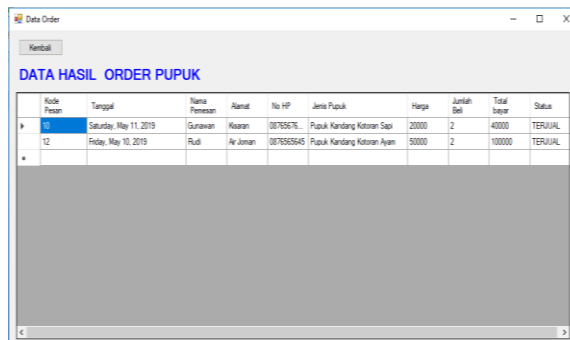 Data Order
Kembali
DATA HASIL ORDER PUPUK
Kode Pesan Tanggal Nama Pemesan Alamat No HP Jenis Pupuk Harga Jumlah Beli Total bayar Status
10 Saturday, May 11, 2019 Gunawan Kisaran 08765676... Pupuk Kandang Kotoran Sapi 20000 2 40000 TERJUAL
12 Friday, May 10, 2019 Rudi Air Joman 0876565645 Pupuk Kandang Kotoran Ayam 50000 2 100000 TERJUAL